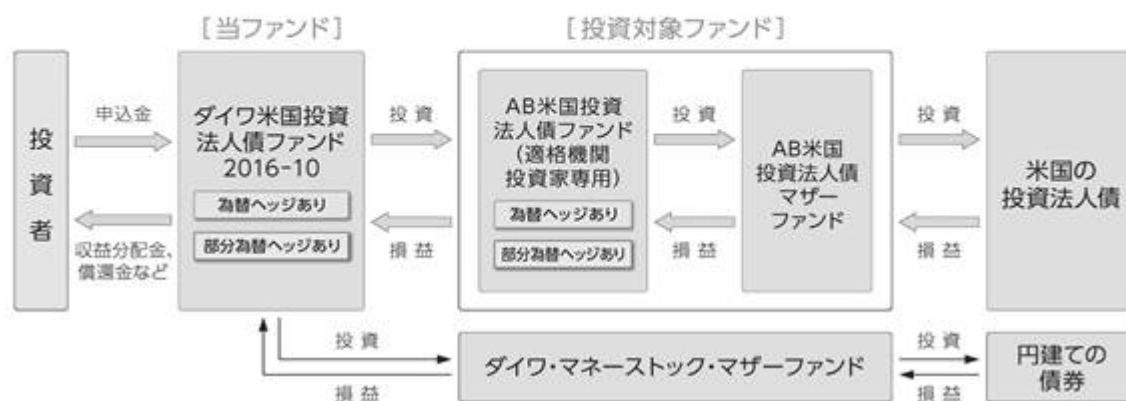 [当ファンド]
[投資対象ファンド]
投資者
申込金
収益分配金、
償還金など
ダイワ米国投資
法人債ファンド
2016-10
為替ヘッジあり
部分為替ヘッジあり
投資
損益
AB米国投資
法人債ファンド
(適格機関
投資家専用)
為替ヘッジあり
部分為替ヘッジあり
投資
損益
AB米国
投資法人債
マザー
ファンド
投資
損益
米国の
投資法人債
投資
損益
ダイワ・マネーストック・マザーファンド
投資
損益
円建ての
債券